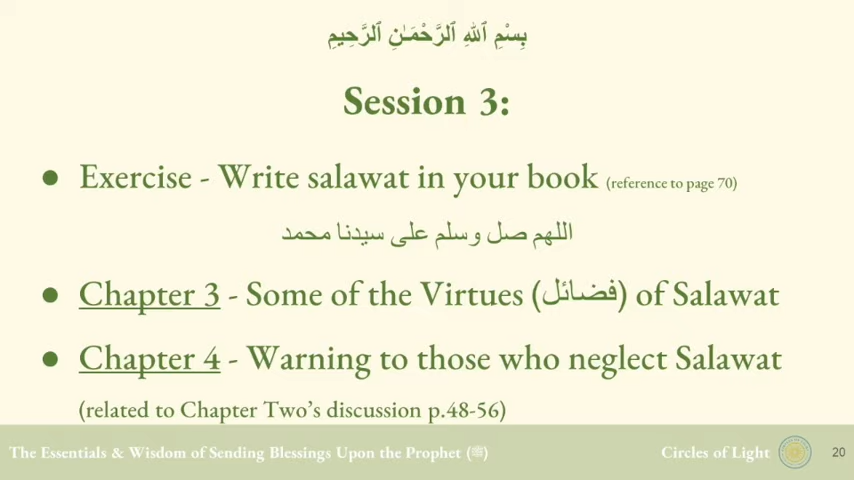 بِسْمِ ٱللَّٰهِ ٱلرَّحْمَـٰنِ ٱلرَّحِيمِ
Session 3:
● Exercise - Write salawat in your book (reference to page 70)
اللهم صل وسلم على سيدنا محمد
● Chapter 3 - Some of the Virtues (فضائل) of Salawat
● Chapter 4 - Warning to those who neglect Salawat
(related to Chapter Two’s discussion p.48-56)
The Essentials & Wisdom of Sending Blessings Upon the Prophet (ﷺ) Circles of Light 20